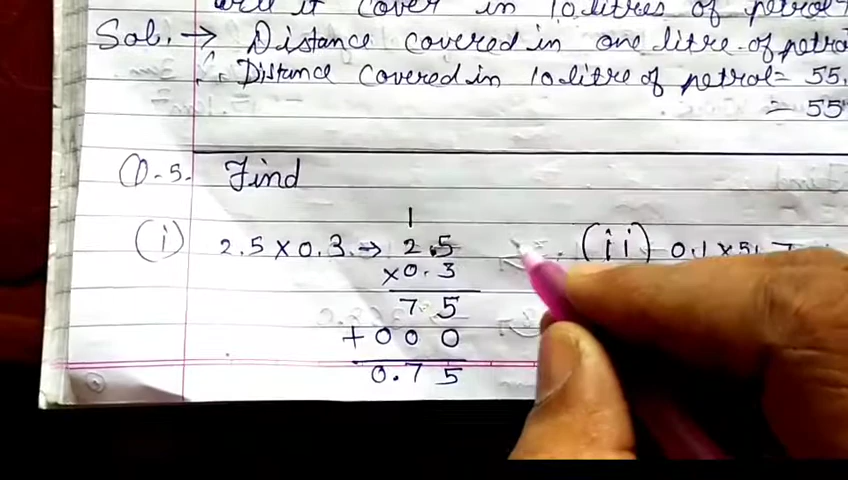 will it cover in 10 litres of petrol
Sol. → Distance covered in one litre of petro
∴ Distance covered in 10 litre of petrol = 55.
= 55
Q.5. Find
1
(i) 2.5 × 0.3 → 2.5 (ii) 0.1 × 51.7
×0.3
7 5
+ 0 0 0
0.7 5